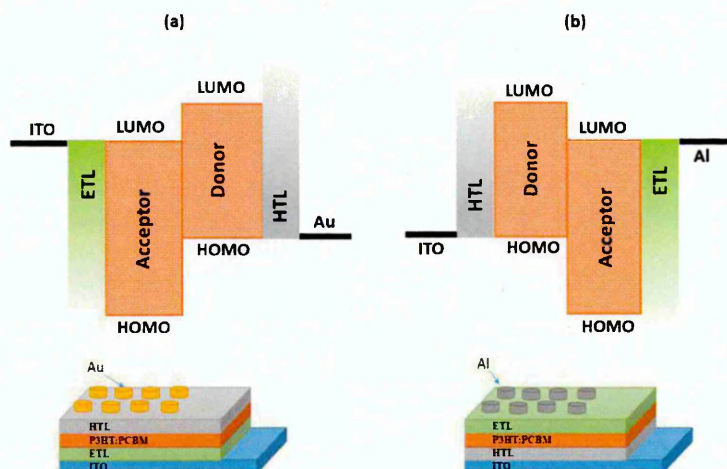 (a)
LUMO
ITO
LUMO
ETL
Acceptor
Donor
HTL
Au
HOMO
HOMO
Au
HTL
P3HT:PCBM
ETL
ITO
(b)
LUMO
LUMO
Al
HTL
Donor
Acceptor
ETL
ITO
HOMO
HOMO
Al
ETL
P3HT:PCBM
HTL
ITO